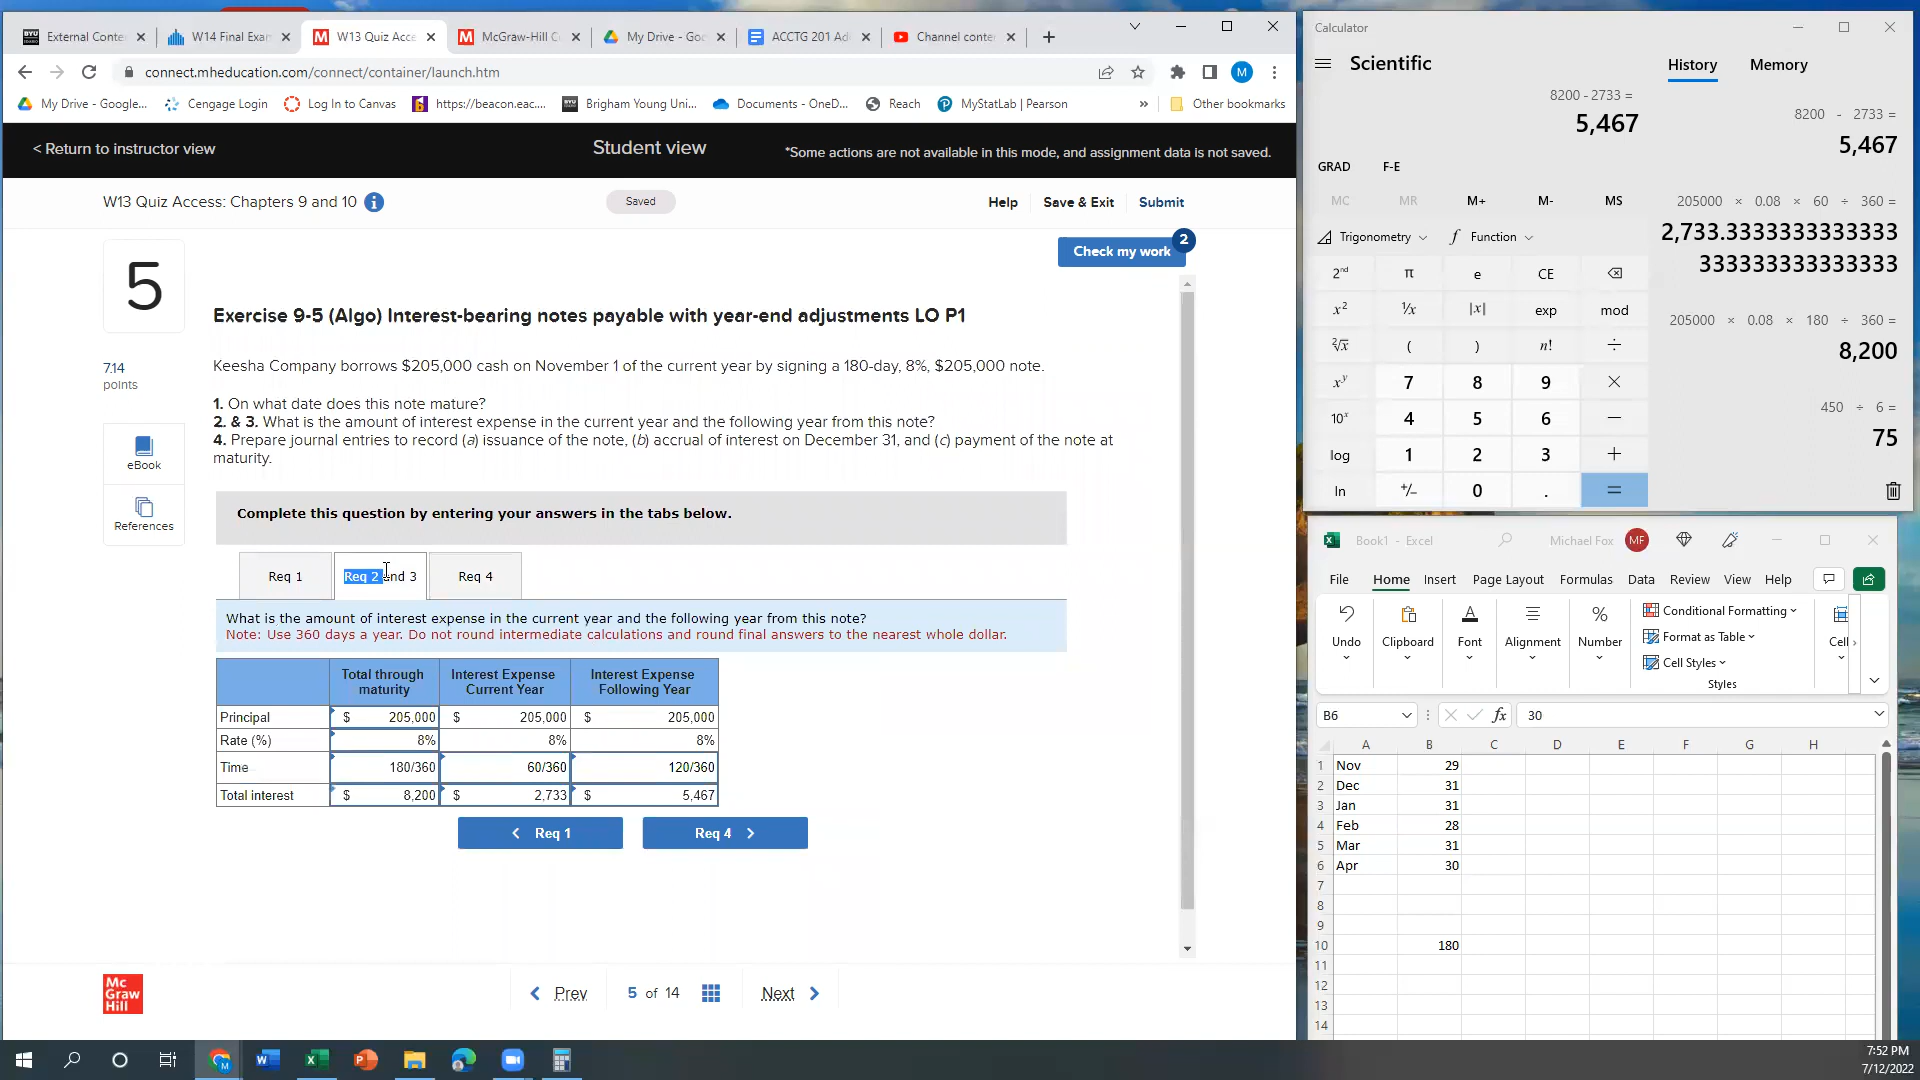 External Conte
W14 Final Exan
W13 Quiz Acce
McGraw-Hill C
My Drive - Goo
ACCTG 201 Ad
Channel conte
connect.mheducation.com/connect/container/launch.htm
M
My Drive - Google...
Cengage Login
Log In to Canvas
https://beacon.eac....
Brigham Young Uni...
Documents - OneD...
Reach
MyStatLab | Pearson
»
Other bookmarks
< Return to instructor view
Student view
*Some actions are not available in this mode, and assignment data is not saved.
W13 Quiz Access: Chapters 9 and 10
Saved
Help
Save & Exit
Submit
Check my work
2
5
7.14
points
eBook
References
Exercise 9-5 (Algo) Interest-bearing notes payable with year-end adjustments LO P1
Keesha Company borrows $205,000 cash on November 1 of the current year by signing a 180-day, 8%, $205,000 note.
1. On what date does this note mature?
2. & 3. What is the amount of interest expense in the current year and the following year from this note?
4. Prepare journal entries to record (a) issuance of the note, (b) accrual of interest on December 31, and (c) payment of the note at
maturity.
Complete this question by entering your answers in the tabs below.
Req 1
Req 2 and 3
Req 4
What is the amount of interest expense in the current year and the following year from this note?
Note: Use 360 days a year. Do not round intermediate calculations and round final answers to the nearest whole dollar.
Total through maturity
Interest Expense Current Year
Interest Expense Following Year
Principal $ 205,000 $ 205,000 $ 205,000
Rate (%) 8% 8% 8%
Time 180/360 60/360 120/360
Total interest $ 8,200 $ 2,733 $ 5,467
< Req 1
Req 4 >
Mc
Graw
Hill
< Prev
5 of 14
Next >
Calculator
Scientific
History
Memory
8200 - 2733 =
5,467
GRAD
F-E
MC MR M+ M- MS
Trigonometry
f Function
2nd π e CE
x² ¹/x |x| exp mod
²√x ( ) n! ÷
xʸ 7 8 9 ×
10ˣ 4 5 6 −
log 1 2 3 +
ln +/− 0 . =
8200 - 2733 =
5,467
205000 × 0.08 × 60 ÷ 360 =
2,733.3333333333333
333333333333333
205000 × 0.08 × 180 ÷ 360 =
8,200
450 ÷ 6 =
75
Book1 - Excel
Michael Fox
MF
File Home Insert Page Layout Formulas Data Review View Help
Undo
Clipboard
Font
Alignment
%
Number
Conditional Formatting
Format as Table
Cell Styles
Styles
Cell
B6
fx
30
A B C D E F G H
1 Nov 29
2 Dec 31
3 Jan 31
4 Feb 28
5 Mar 31
6 Apr 30
7
8
9
10 180
11
12
13
14
7:52 PM
7/12/2022